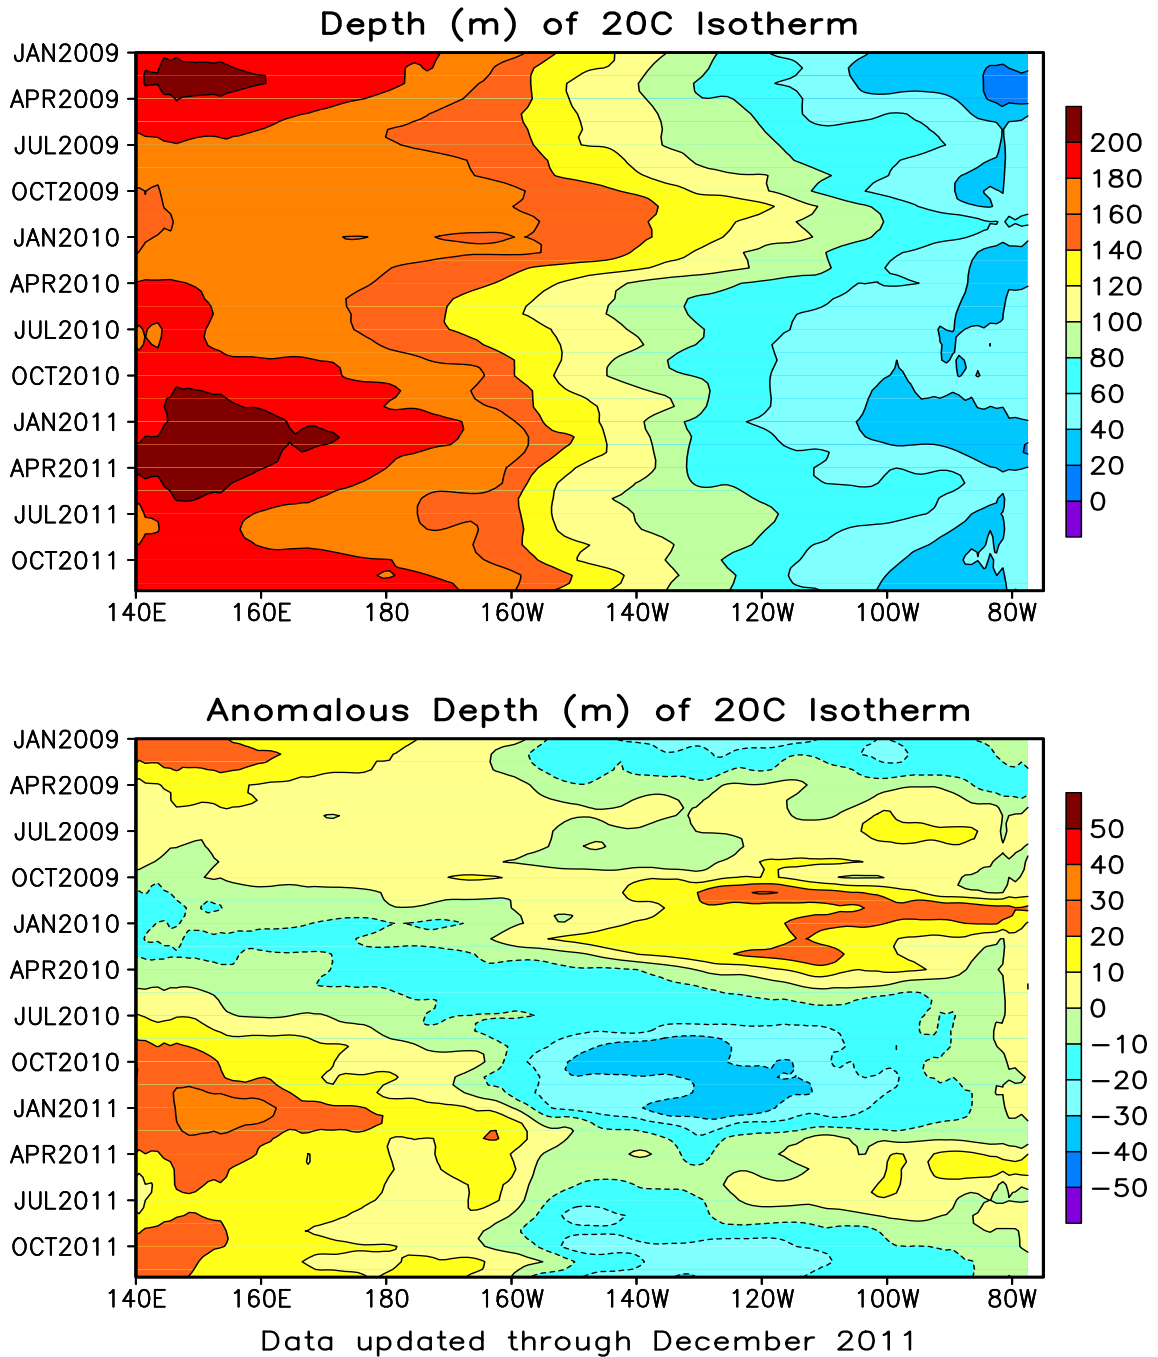 Depth (m) of 20C Isotherm
JAN2009
APR2009
JUL2009
OCT2009
JAN2010
APR2010
JUL2010
OCT2010
JAN2011
APR2011
JUL2011
OCT2011
140E 160E 180 160W 140W 120W 100W 80W
200
180
160
140
120
100
80
60
40
20
0
Anomalous Depth (m) of 20C Isotherm
JAN2009
APR2009
JUL2009
OCT2009
JAN2010
APR2010
JUL2010
OCT2010
JAN2011
APR2011
JUL2011
OCT2011
140E 160E 180 160W 140W 120W 100W 80W
50
40
30
20
10
0
−10
−20
−30
−40
−50
Data updated through December 2011